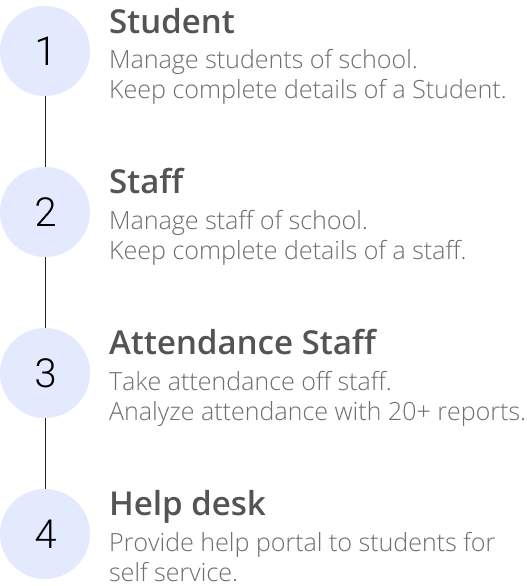 1
Student
Manage students of school.
Keep complete details of a Student.
2
Staff
Manage staff of school.
Keep complete details of a staff.
3
Attendance Staff
Take attendance off staff.
Analyze attendance with 20+ reports.
4
Help desk
Provide help portal to students for
self service.